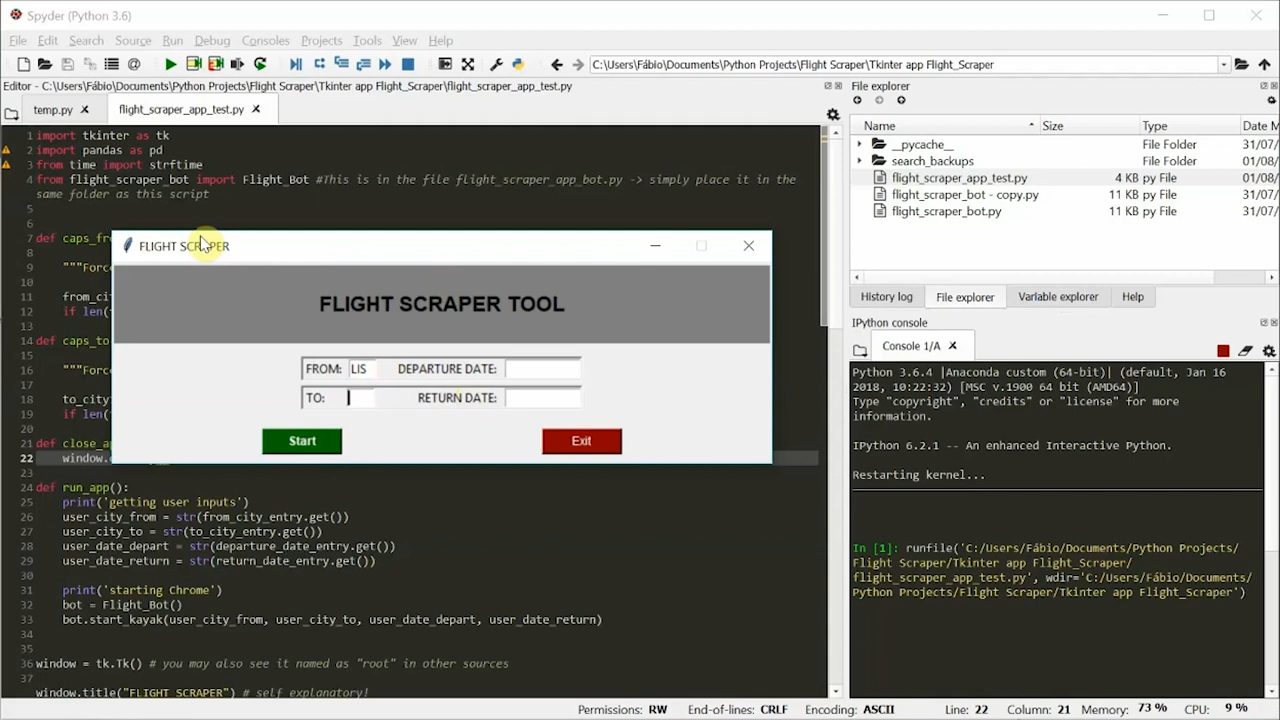 Spyder (Python 3.6)
File Edit Search Source Run Debug Consoles Projects Tools View Help
C:\Users\Fábio\Documents\Python Projects\Flight Scraper\Tkinter app Flight_Scraper
Editor - C:\Users\Fábio\Documents\Python Projects\Flight Scraper\Tkinter app Flight_Scraper\flight_scraper_app_test.py
temp.py
flight_scraper_app_test.py
1 import tkinter as tk
2 import pandas as pd
3 from time import strftime
4 from flight_scraper_bot import Flight_Bot #This is in the file flight_scraper_app_bot.py -> simply place it in the
same folder as this script
5
6
7 def caps_fro
8
9 """Forc
10
11 from_cit
12 if len(
13
14 def caps_to
15
16 """Forc
17
18 to_city
19 if len(
20
21 def close_a
22 window.
23
24 def run_app():
25 print('getting user inputs')
26 user_city_from = str(from_city_entry.get())
27 user_city_to = str(to_city_entry.get())
28 user_date_depart = str(departure_date_entry.get())
29 user_date_return = str(return_date_entry.get())
30
31 print('starting Chrome')
32 bot = Flight_Bot()
33 bot.start_kayak(user_city_from, user_city_to, user_date_depart, user_date_return)
34
35
36 window = tk.Tk() # you may also see it named as "root" in other sources
37
window.title("FLIGHT SCRAPER") # self explanatory!
FLIGHT SCRAPER
FLIGHT SCRAPER TOOL
FROM: LIS DEPARTURE DATE:
TO: RETURN DATE:
Start Exit
File explorer
Name Size Type Date M
__pycache__ File Folder 31/07/
search_backups File Folder 01/08/
flight_scraper_app_test.py 4 KB py File 01/08/
flight_scraper_bot - copy.py 11 KB py File 31/07/
flight_scraper_bot.py 11 KB py File 31/07/
History log File explorer Variable explorer Help
IPython console
Console 1/A
Python 3.6.4 |Anaconda custom (64-bit)| (default, Jan 16
2018, 10:22:32) [MSC v.1900 64 bit (AMD64)]
Type "copyright", "credits" or "license" for more
information.
IPython 6.2.1 -- An enhanced Interactive Python.
Restarting kernel...
In [1]: runfile('C:/Users/Fábio/Documents/Python Projects/
Flight Scraper/Tkinter app Flight_Scraper/
flight_scraper_app_test.py', wdir='C:/Users/Fábio/Documents/
Python Projects/Flight Scraper/Tkinter app Flight_Scraper')
Permissions: RW End-of-lines: CRLF Encoding: ASCII Line: 22 Column: 21 Memory: 73 % CPU: 9 %